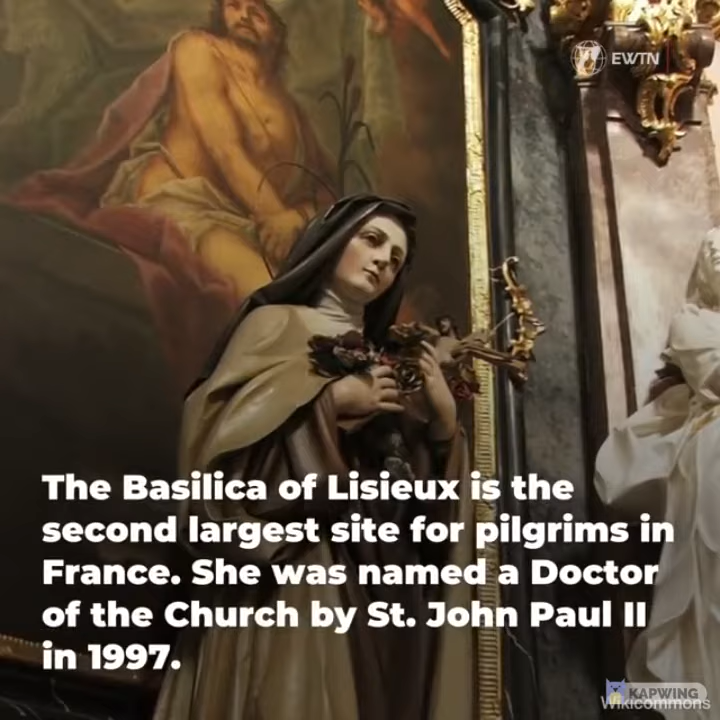 EWTN
The Basilica of Lisieux is the
second largest site for pilgrims in
France. She was named a Doctor
of the Church by St. John Paul II
in 1997.
KAPWING
Wikicommons